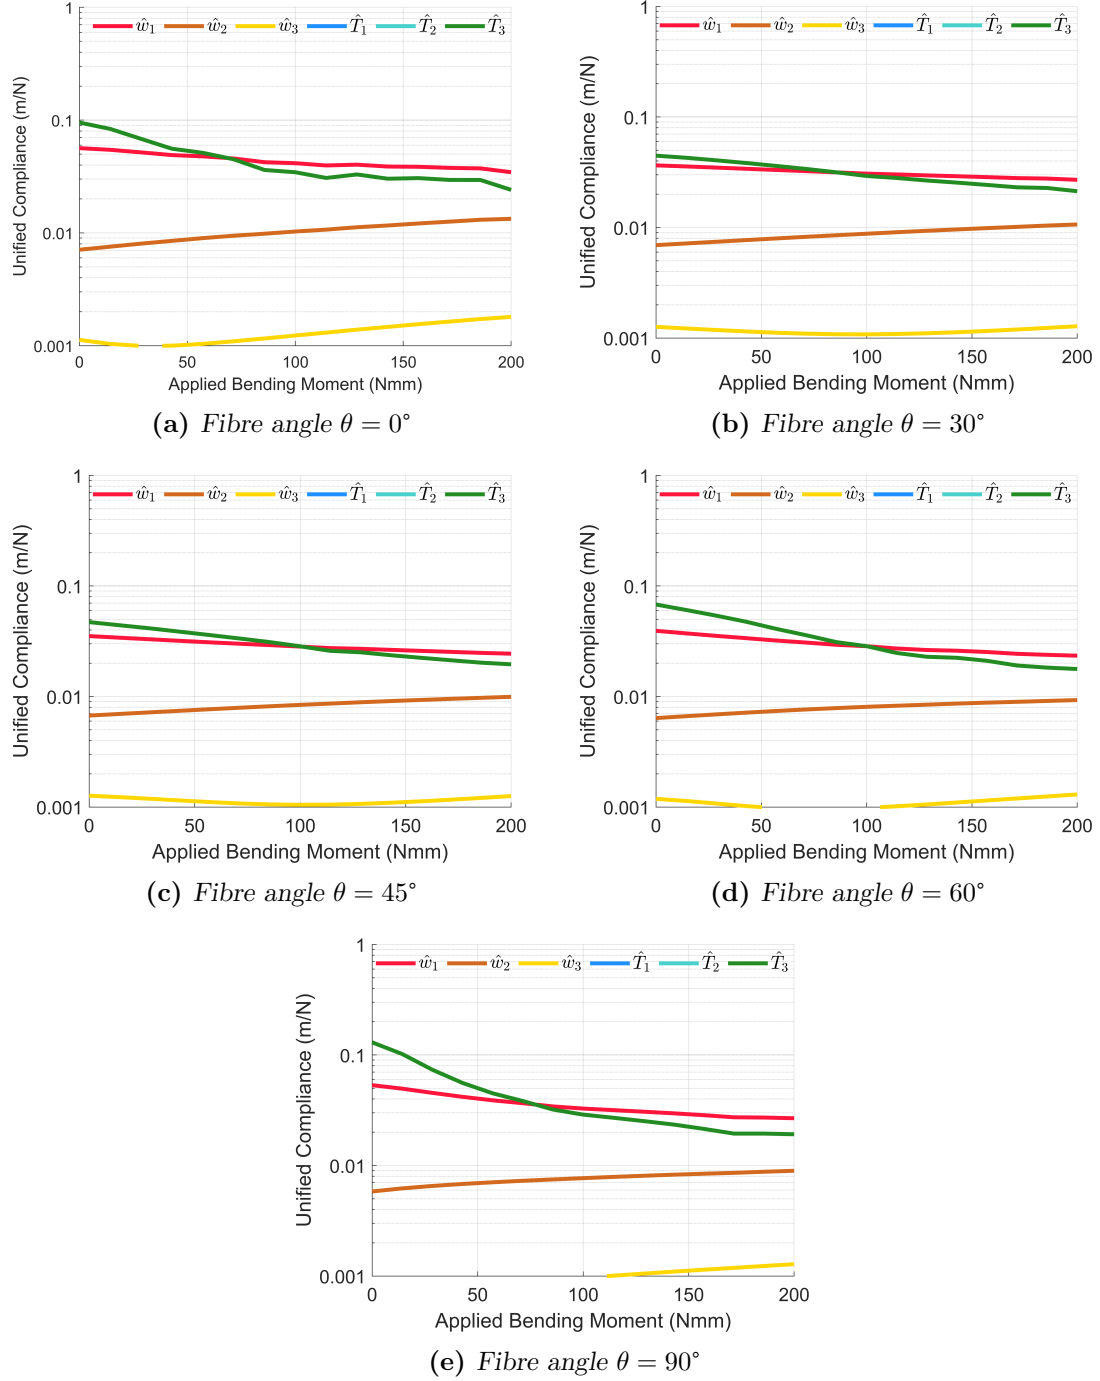 1
ŵ₁ ŵ₂ ŵ₃ T̂₁ T̂₂ T̂₃
0.1
0.01
0.001
0 50 100 150 200
Unified Compliance (m/N)
Applied Bending Moment (Nmm)
(a) Fibre angle θ = 0°
1
ŵ₁ ŵ₂ ŵ₃ T̂₁ T̂₂ T̂₃
0.1
0.01
0.001
0 50 100 150 200
Unified Compliance (m/N)
Applied Bending Moment (Nmm)
(b) Fibre angle θ = 30°
1
ŵ₁ ŵ₂ ŵ₃ T̂₁ T̂₂ T̂₃
0.1
0.01
0.001
0 50 100 150 200
Unified Compliance (m/N)
Applied Bending Moment (Nmm)
(c) Fibre angle θ = 45°
1
ŵ₁ ŵ₂ ŵ₃ T̂₁ T̂₂ T̂₃
0.1
0.01
0.001
0 50 100 150 200
Unified Compliance (m/N)
Applied Bending Moment (Nmm)
(d) Fibre angle θ = 60°
1
ŵ₁ ŵ₂ ŵ₃ T̂₁ T̂₂ T̂₃
0.1
0.01
0.001
0 50 100 150 200
Unified Compliance (m/N)
Applied Bending Moment (Nmm)
(e) Fibre angle θ = 90°